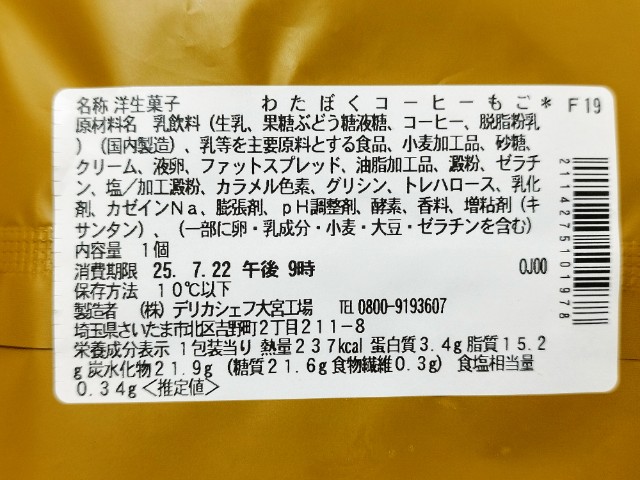 名称 洋生菓子 わたぼくコーヒーもご* F19
原材料名 乳飲料（生乳、果糖ぶどう糖液糖、コーヒー、脱脂粉乳
）（国内製造）、乳等を主要原料とする食品、小麦加工品、砂糖、
クリーム、液卵、ファットスプレッド、油脂加工品、澱粉、ゼラチ
ン、塩／加工澱粉、カラメル色素、グリシン、トレハロース、乳化
剤、カゼインNa、膨張剤、pH調整剤、酵素、香料、増粘剤（キ
サンタン）、（一部に卵・乳成分・小麦・大豆・ゼラチンを含む）
内容量 1個
消費期限 25. 7.22 午後 9時 0J00
保存方法 10℃以下
製造者 （株）デリカシェフ大宮工場 TEL 0800-9193607
埼玉県さいたま市北区吉野町2丁目211-8
栄養成分表示 1包装当り 熱量237kcal 蛋白質3.4g 脂質15.2
g 炭水化物21.9g （糖質21.6g 食物繊維0.3g） 食塩相当量
0.34g＜推定値＞
2114275101978